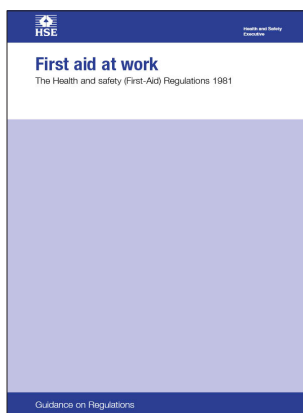 HSE
Health and Safety
Executive
First aid at work
The Health and safety (First-Aid) Regulations 1981
Guidance on Regulations